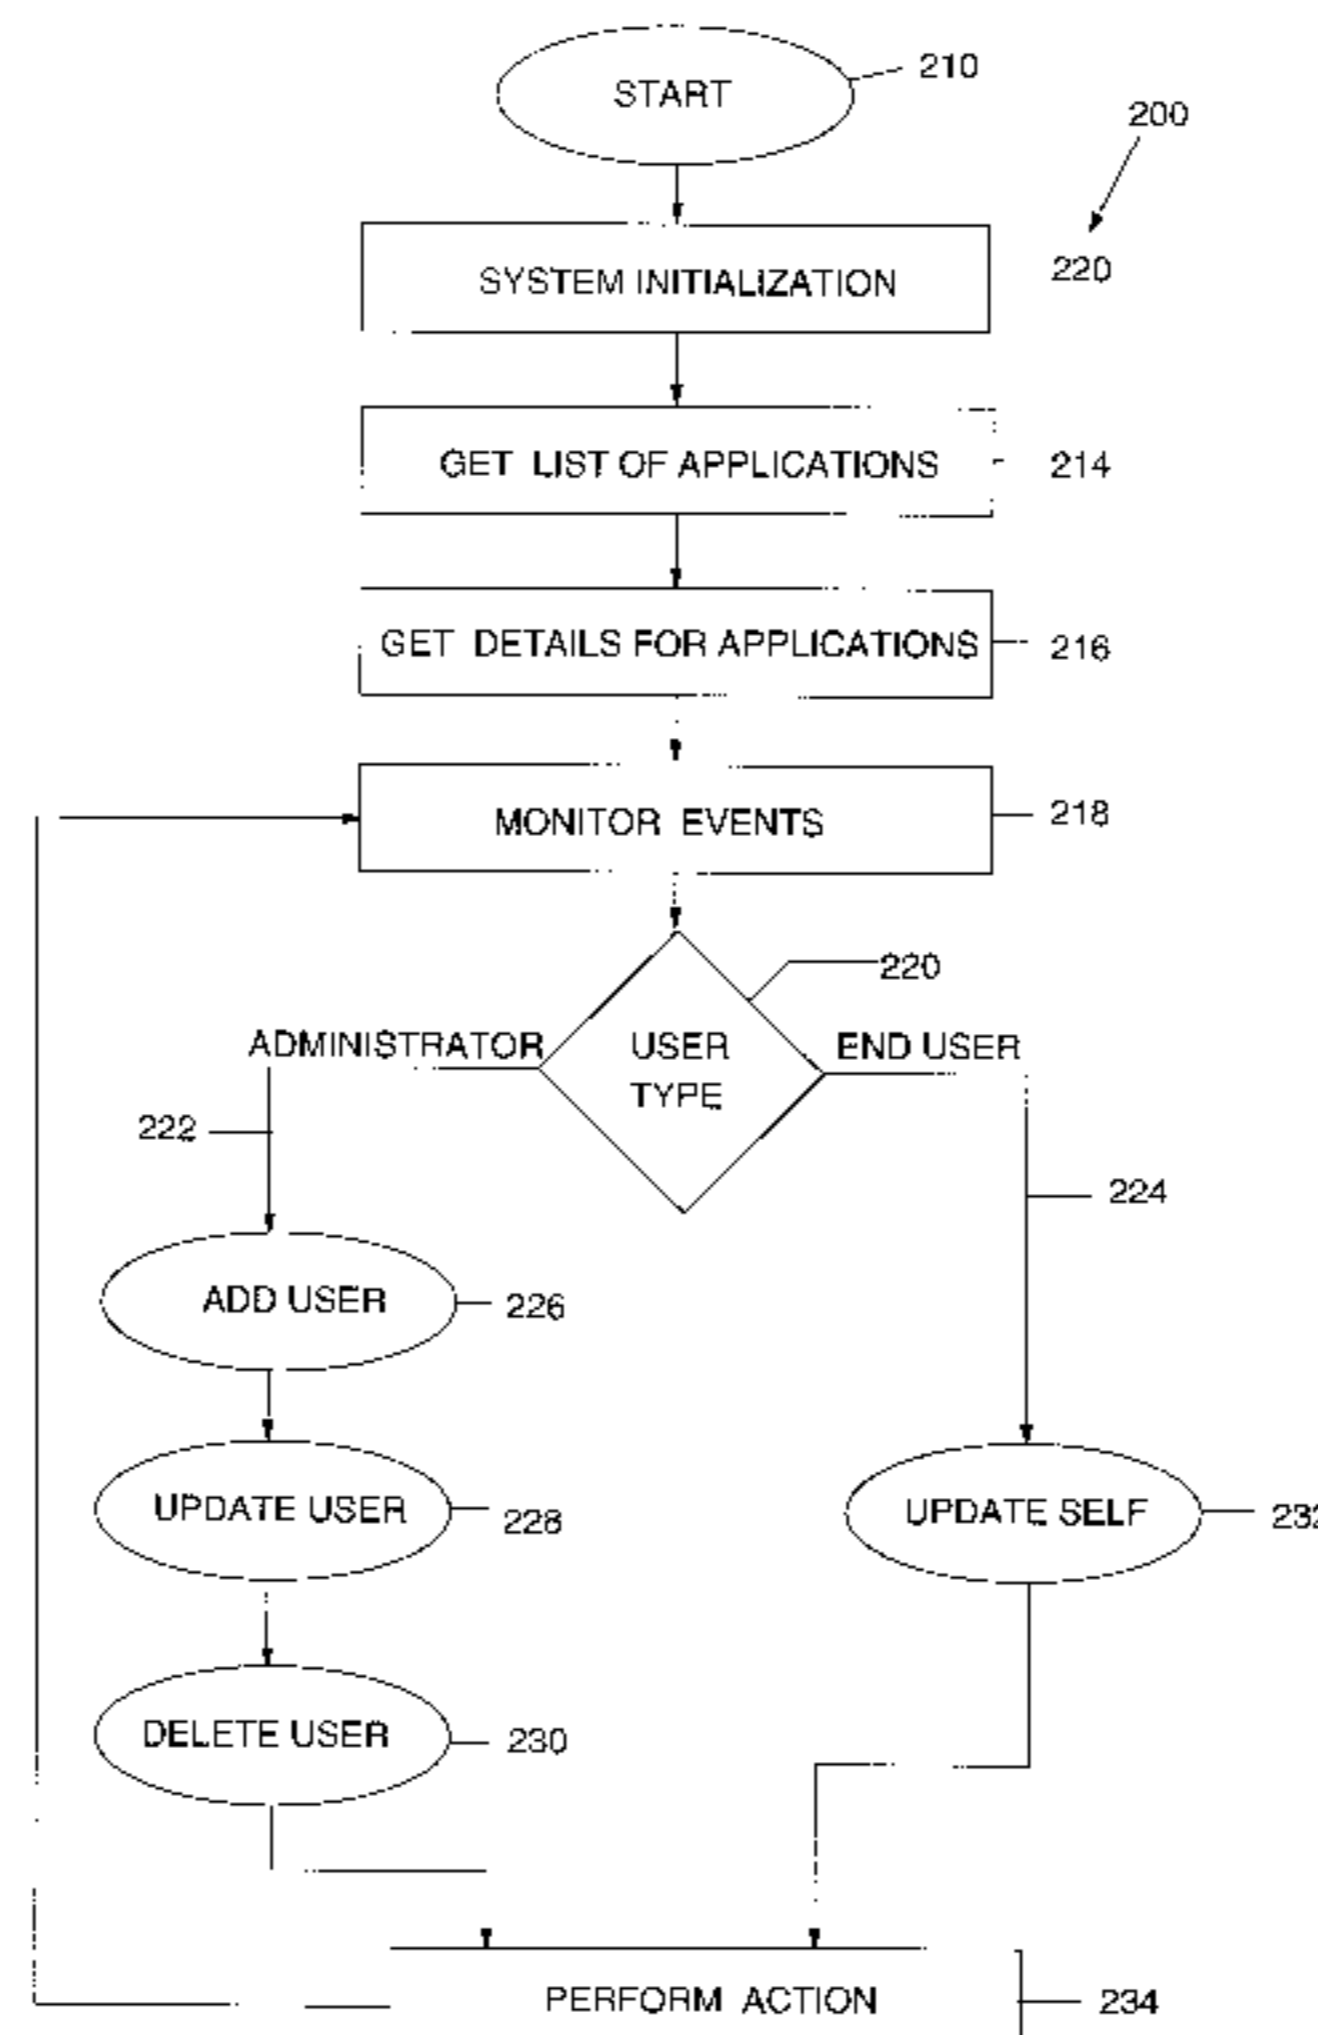 START
210
200
SYSTEM INITIALIZATION
220
GET LIST OF APPLICATIONS
214
GET DETAILS FOR APPLICATIONS
216
MONITOR EVENTS
218
220
ADMINISTRATOR
USER
TYPE
END USER
222
224
ADD USER
226
UPDATE USER
228
UPDATE SELF
DELETE USER
230
PERFORM ACTION
234